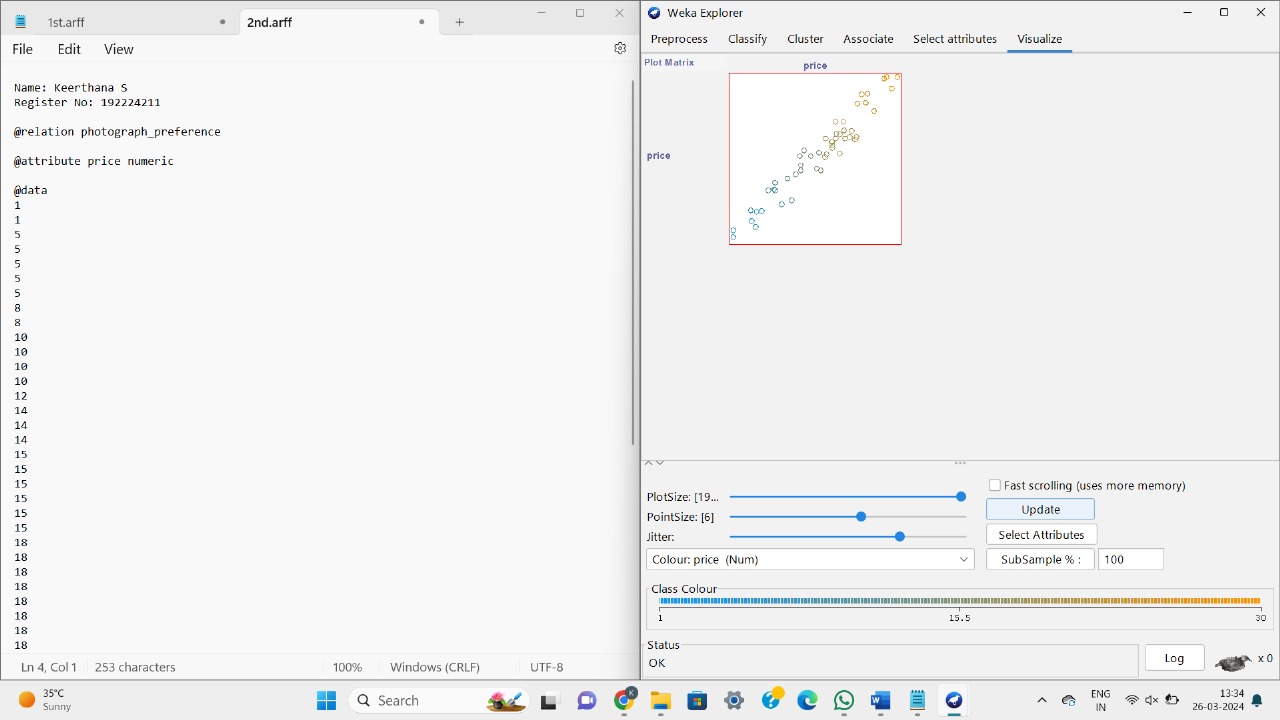 1st.arff
2nd.arff
File Edit View
Name: Keerthana S
Register No: 192224211
@relation photograph_preference
@attribute price numeric
@data
1
1
5
5
5
5
5
8
8
10
10
10
10
12
14
14
14
15
15
15
15
15
15
18
18
18
18
18
18
18
18
Ln 4, Col 1 253 characters 100% Windows (CRLF) UTF-8
Weka Explorer
Preprocess Classify Cluster Associate Select attributes Visualize
Plot Matrix
price
price
PlotSize: [19...
Fast scrolling (uses more memory)
Update
PointSize: [6]
Jitter:
Select Attributes
Colour: price (Num)
SubSample % :
100
Class Colour
1 15.5 30
Status
OK
Log
x 0
35°C
Sunny
Search
ENG
IN
13:34
26-03-2024